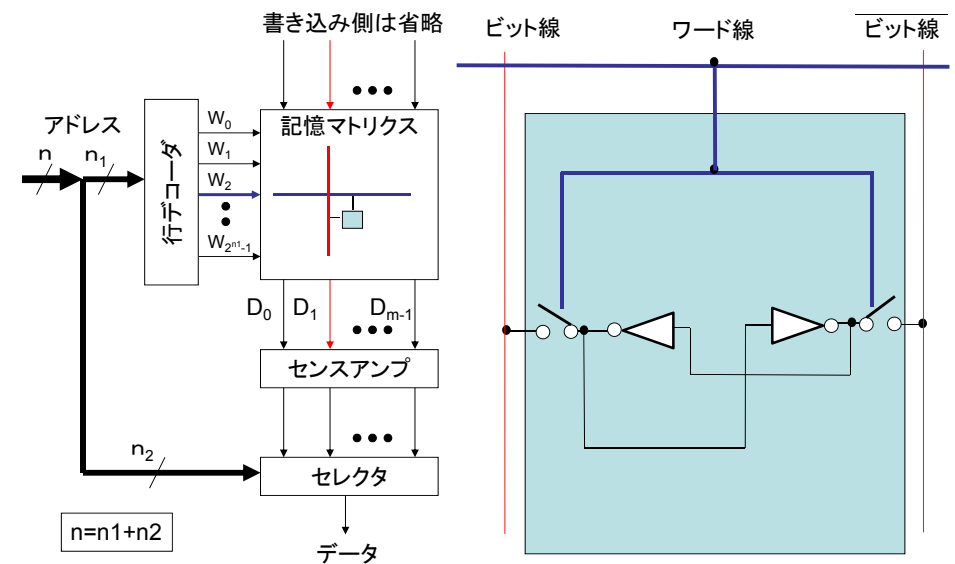 書き込み側は省略
アドレス
n
n1
行デコーダ
W0
W1
W2
W2n1-1
記憶マトリクス
D0
D1
Dm-1
センスアンプ
n2
セレクタ
n=n1+n2
データ
ビット線
ワード線
ビット線